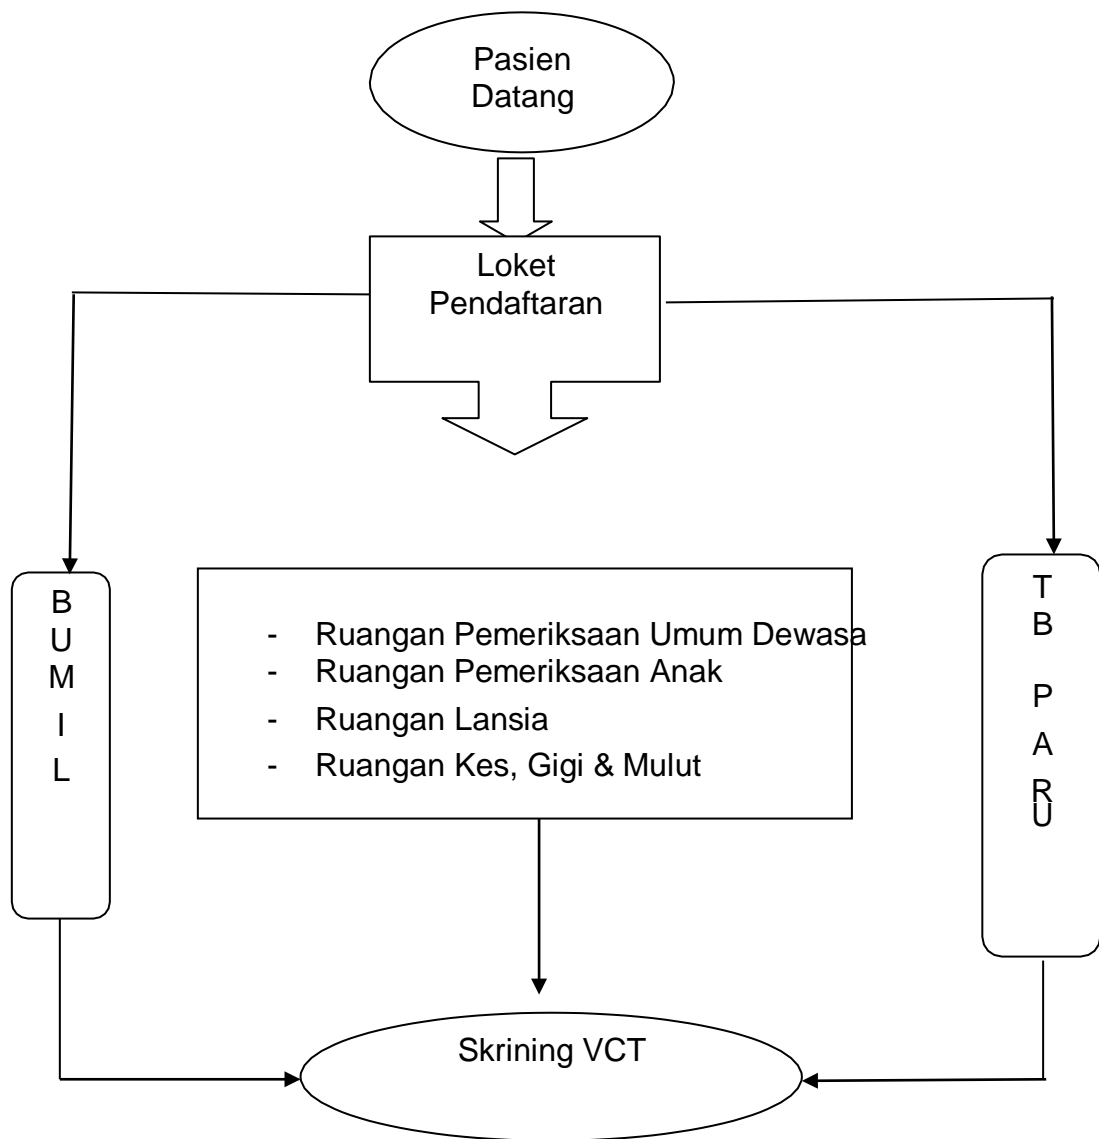 Pasien
Datang
Loket
Pendaftaran
B
U
M
I
L
- Ruangan Pemeriksaan Umum Dewasa
- Ruangan Pemeriksaan Anak
- Ruangan Lansia
- Ruangan Kes, Gigi & Mulut
T
B
P
A
R
U
Skrining VCT